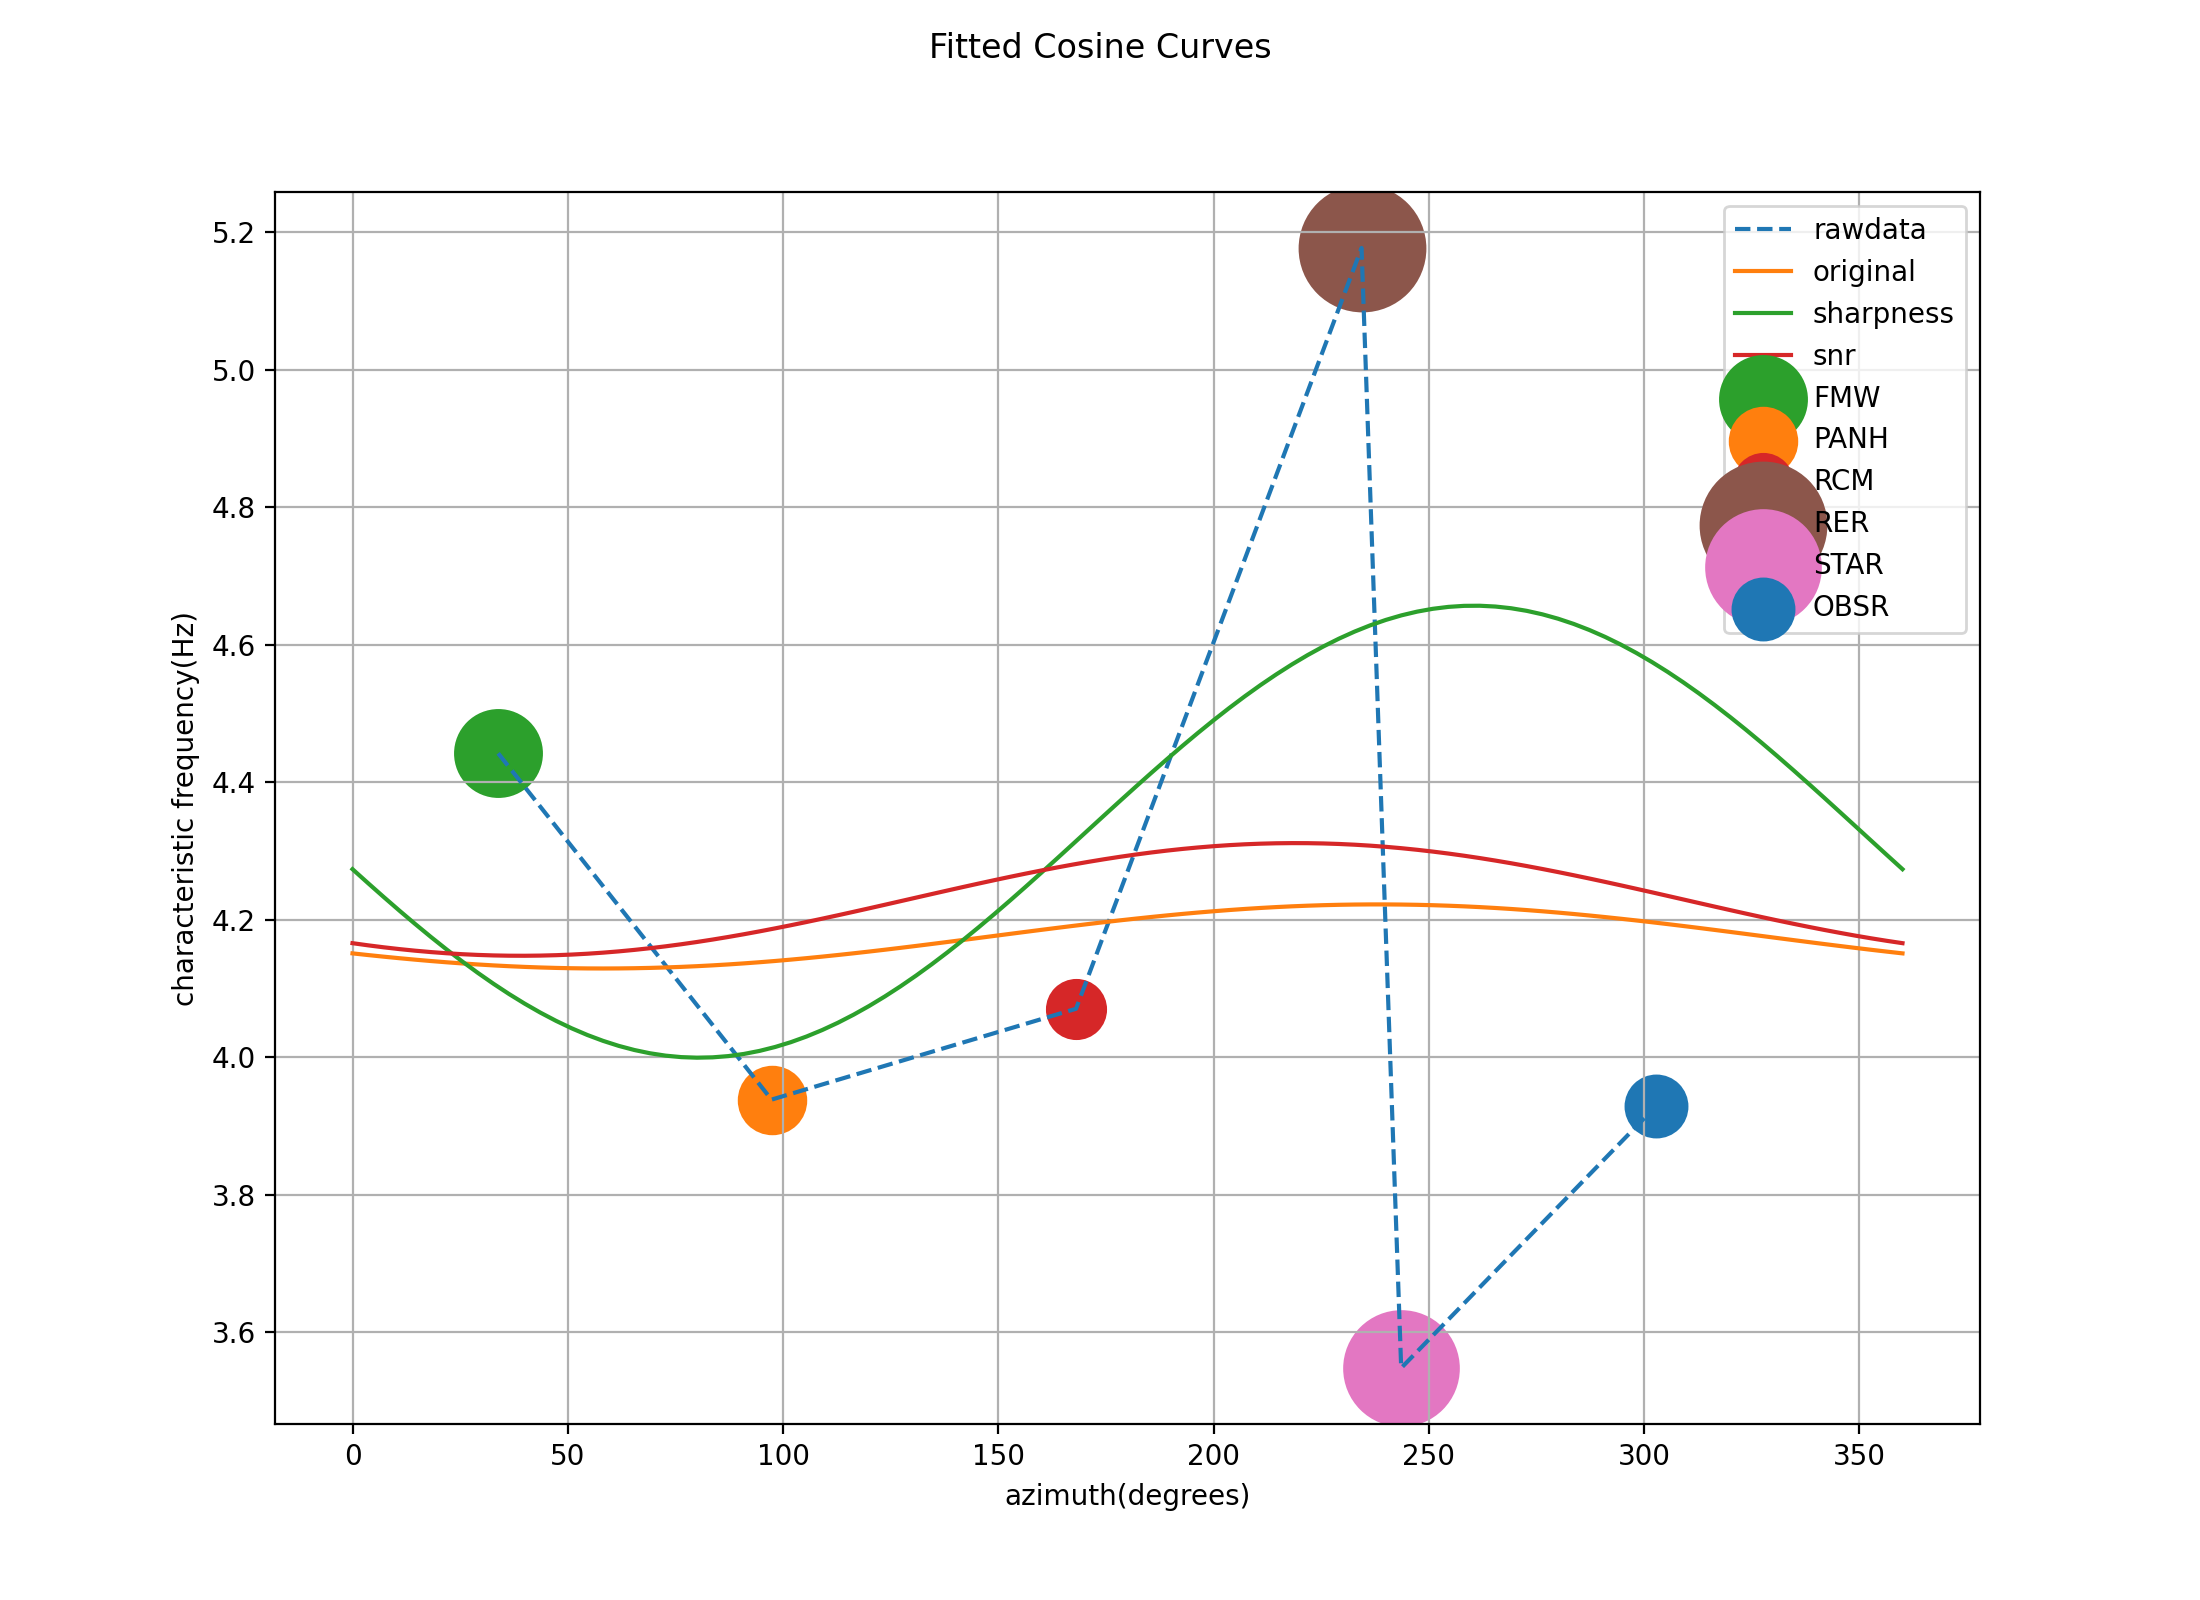 Fitted Cosine Curves
5.2
5.0
4.8
4.6
4.4
4.2
4.0
3.8
3.6
characteristic frequency(Hz)
rawdata
original
sharpness
snr
FMW
PANH
RCM
RER
STAR
OBSR
0 50 100 150 200 250 300 350
azimuth(degrees)